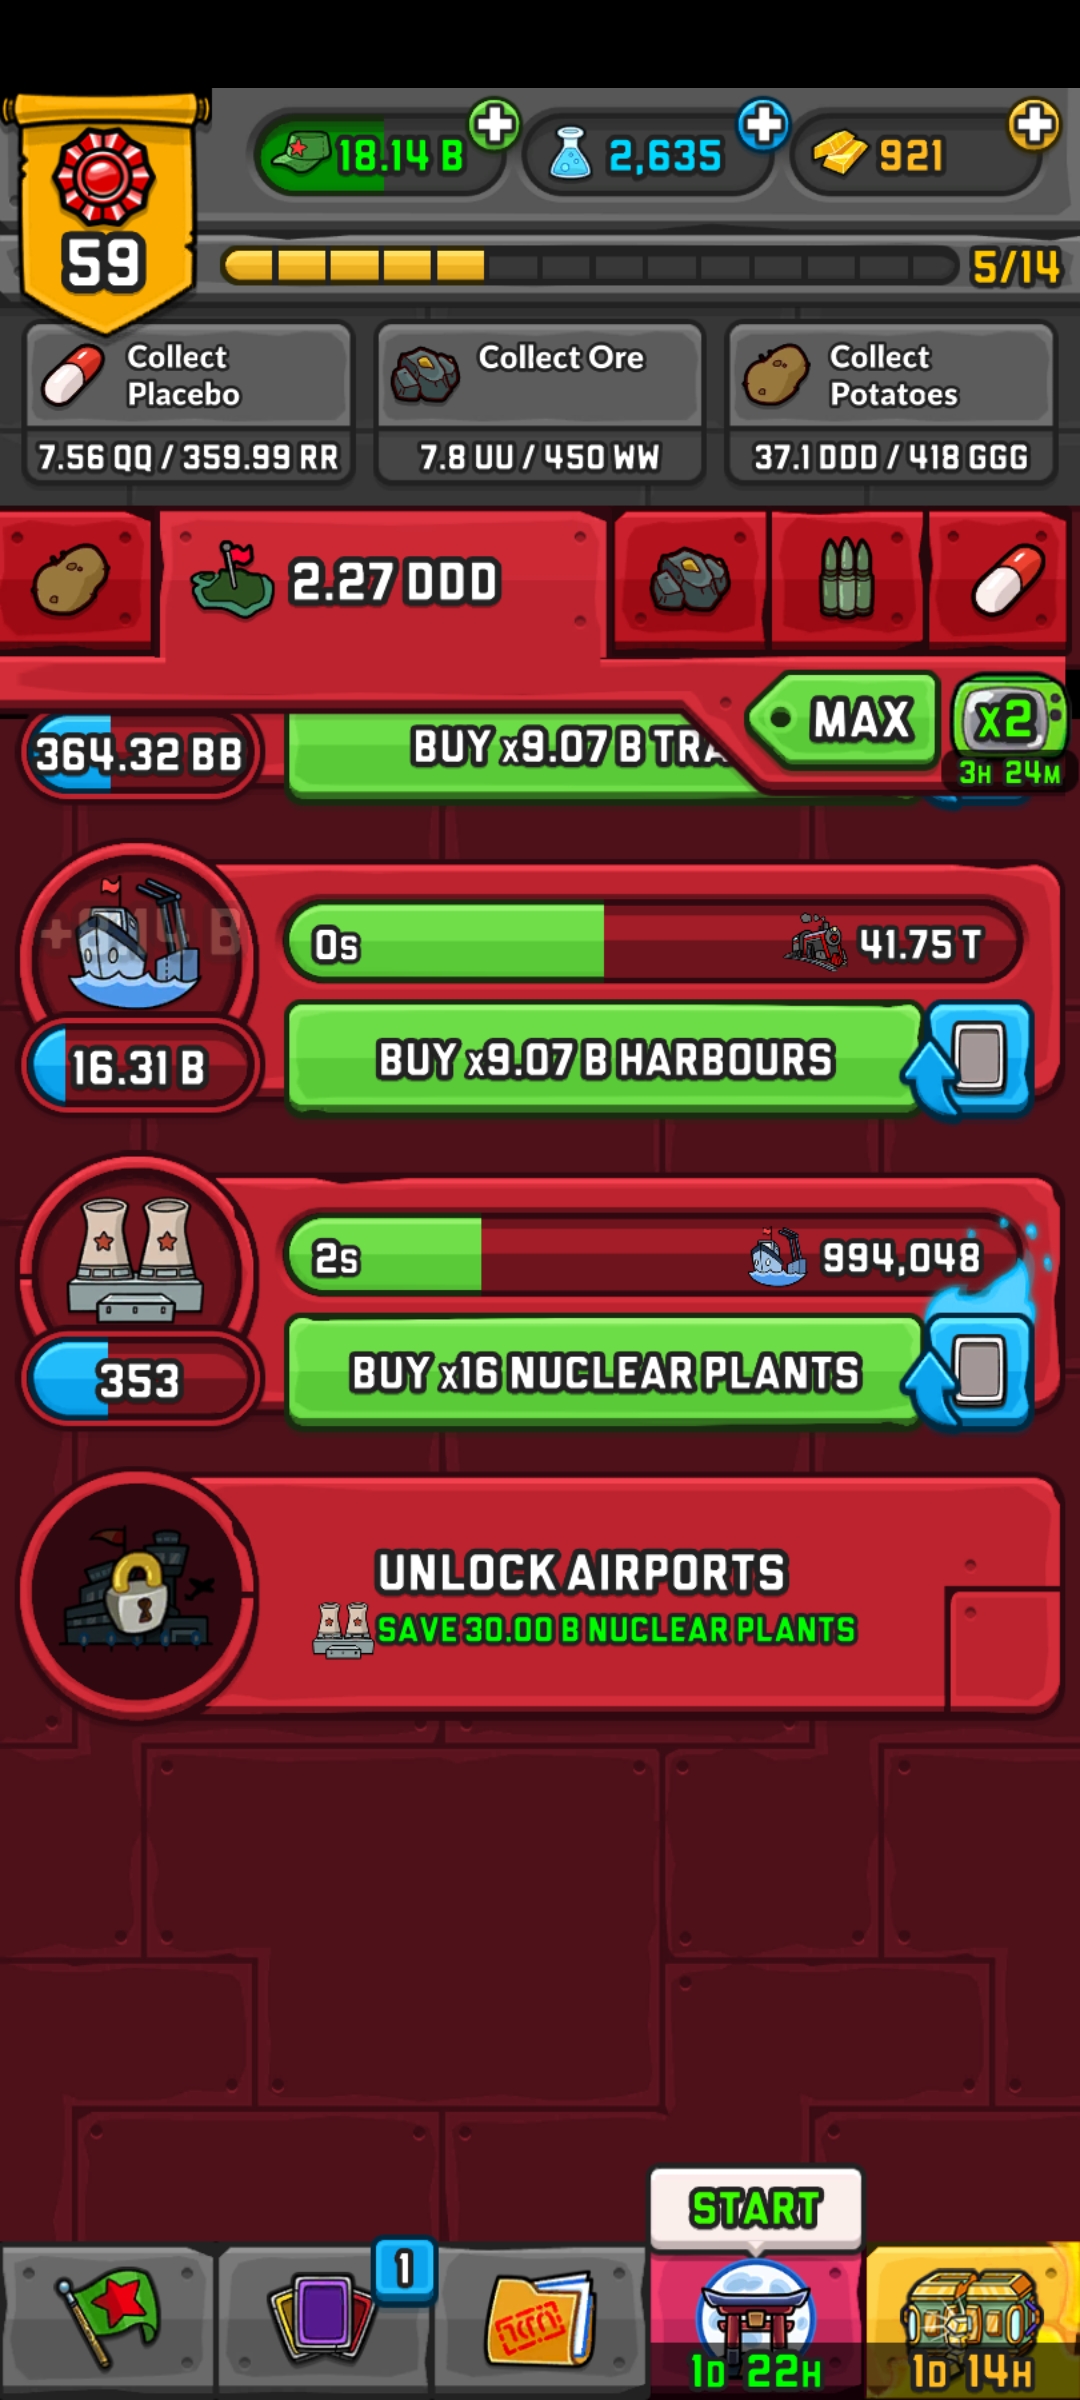 18.14 B
2,635
921
59
5/14
Collect
Placebo
7.56 QQ / 359.99 RR
Collect Ore
7.8 UU / 450 WW
Collect
Potatoes
37.1 DDD / 418 GGG
2.27 DDD
MAX
x2
3H 24M
364.32 BB
BUY x9.07 B TRA
0s
41.75 T
16.31 B
BUY x9.07 B HARBOURS
2s
994,048
353
BUY x16 NUCLEAR PLANTS
UNLOCK AIRPORTS
SAVE 30.00 B NUCLEAR PLANTS
START
1
1D 22H
1D 14H